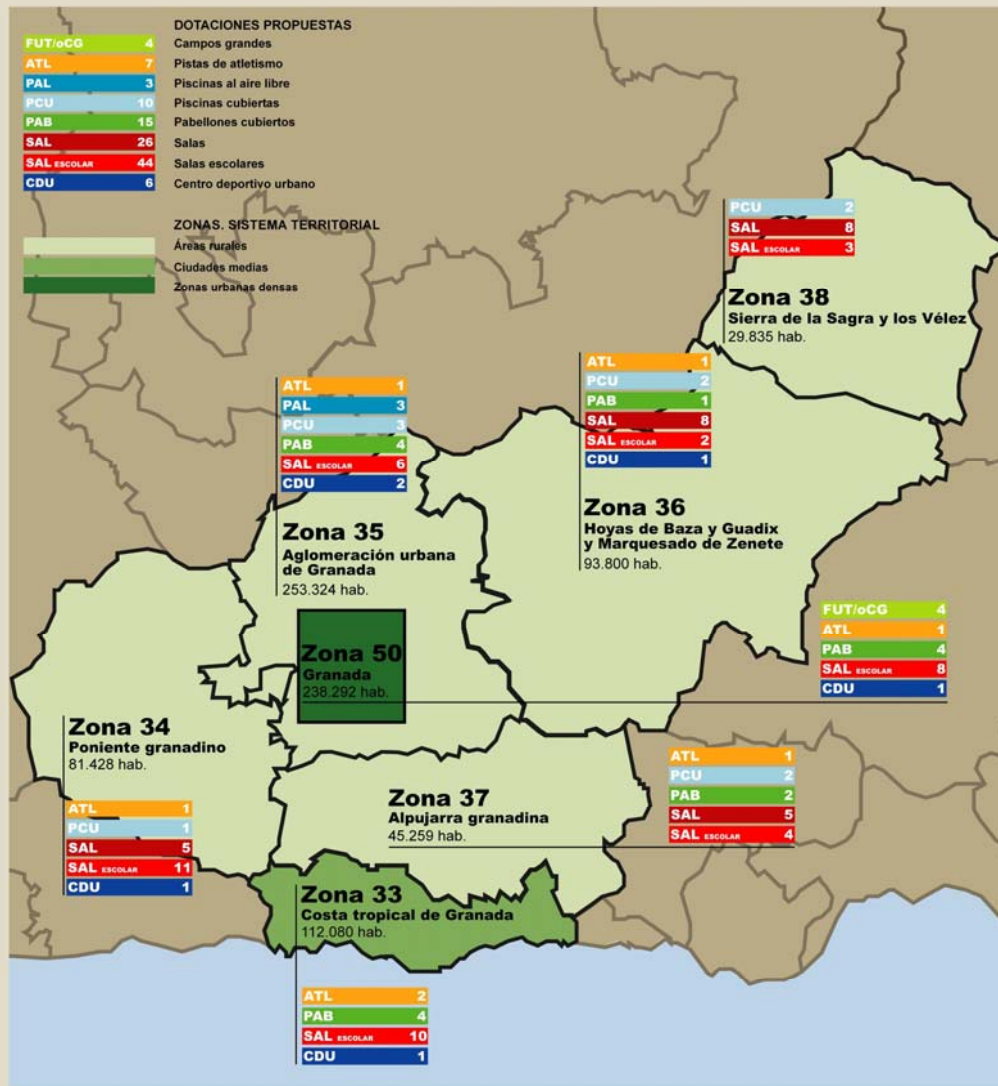 DOTACIONES PROPUESTAS
FUT/oCG 4 Campos grandes
ATL 7 Pistas de atletismo
PAL 3 Piscinas al aire libre
PCU 10 Piscinas cubiertas
PAB 15 Pabellones cubiertos
SAL 26 Salas
SAL ESCOLAR 44 Salas escolares
CDU 6 Centro deportivo urbano
ZONAS. SISTEMA TERRITORIAL
Áreas rurales
Ciudades medias
Zonas urbanas densas
PCU 2
SAL 8
SAL ESCOLAR 3
Zona 38
Sierra de la Sagra y los Vélez
29.835 hab.
ATL 1
PCU 2
PAB 1
SAL 8
SAL ESCOLAR 2
CDU 1
Zona 36
Hoyas de Baza y Guadix
y Marquesado de Zenete
93.800 hab.
ATL 1
PAL 3
PCU 3
PAB 4
SAL ESCOLAR 6
CDU 2
Zona 35
Aglomeración urbana
de Granada
253.324 hab.
Zona 50
Granada
238.292 hab.
FUT/oCG 4
ATL 1
PAB 4
SAL ESCOLAR 8
CDU 1
Zona 34
Poniente granadino
81.428 hab.
ATL 1
PCU 1
SAL 5
SAL ESCOLAR 11
CDU 1
Zona 37
Alpujarra granadina
45.259 hab.
ATL 1
PCU 2
PAB 2
SAL 5
SAL ESCOLAR 4
Zona 33
Costa tropical de Granada
112.080 hab.
ATL 2
PAB 4
SAL ESCOLAR 10
CDU 1